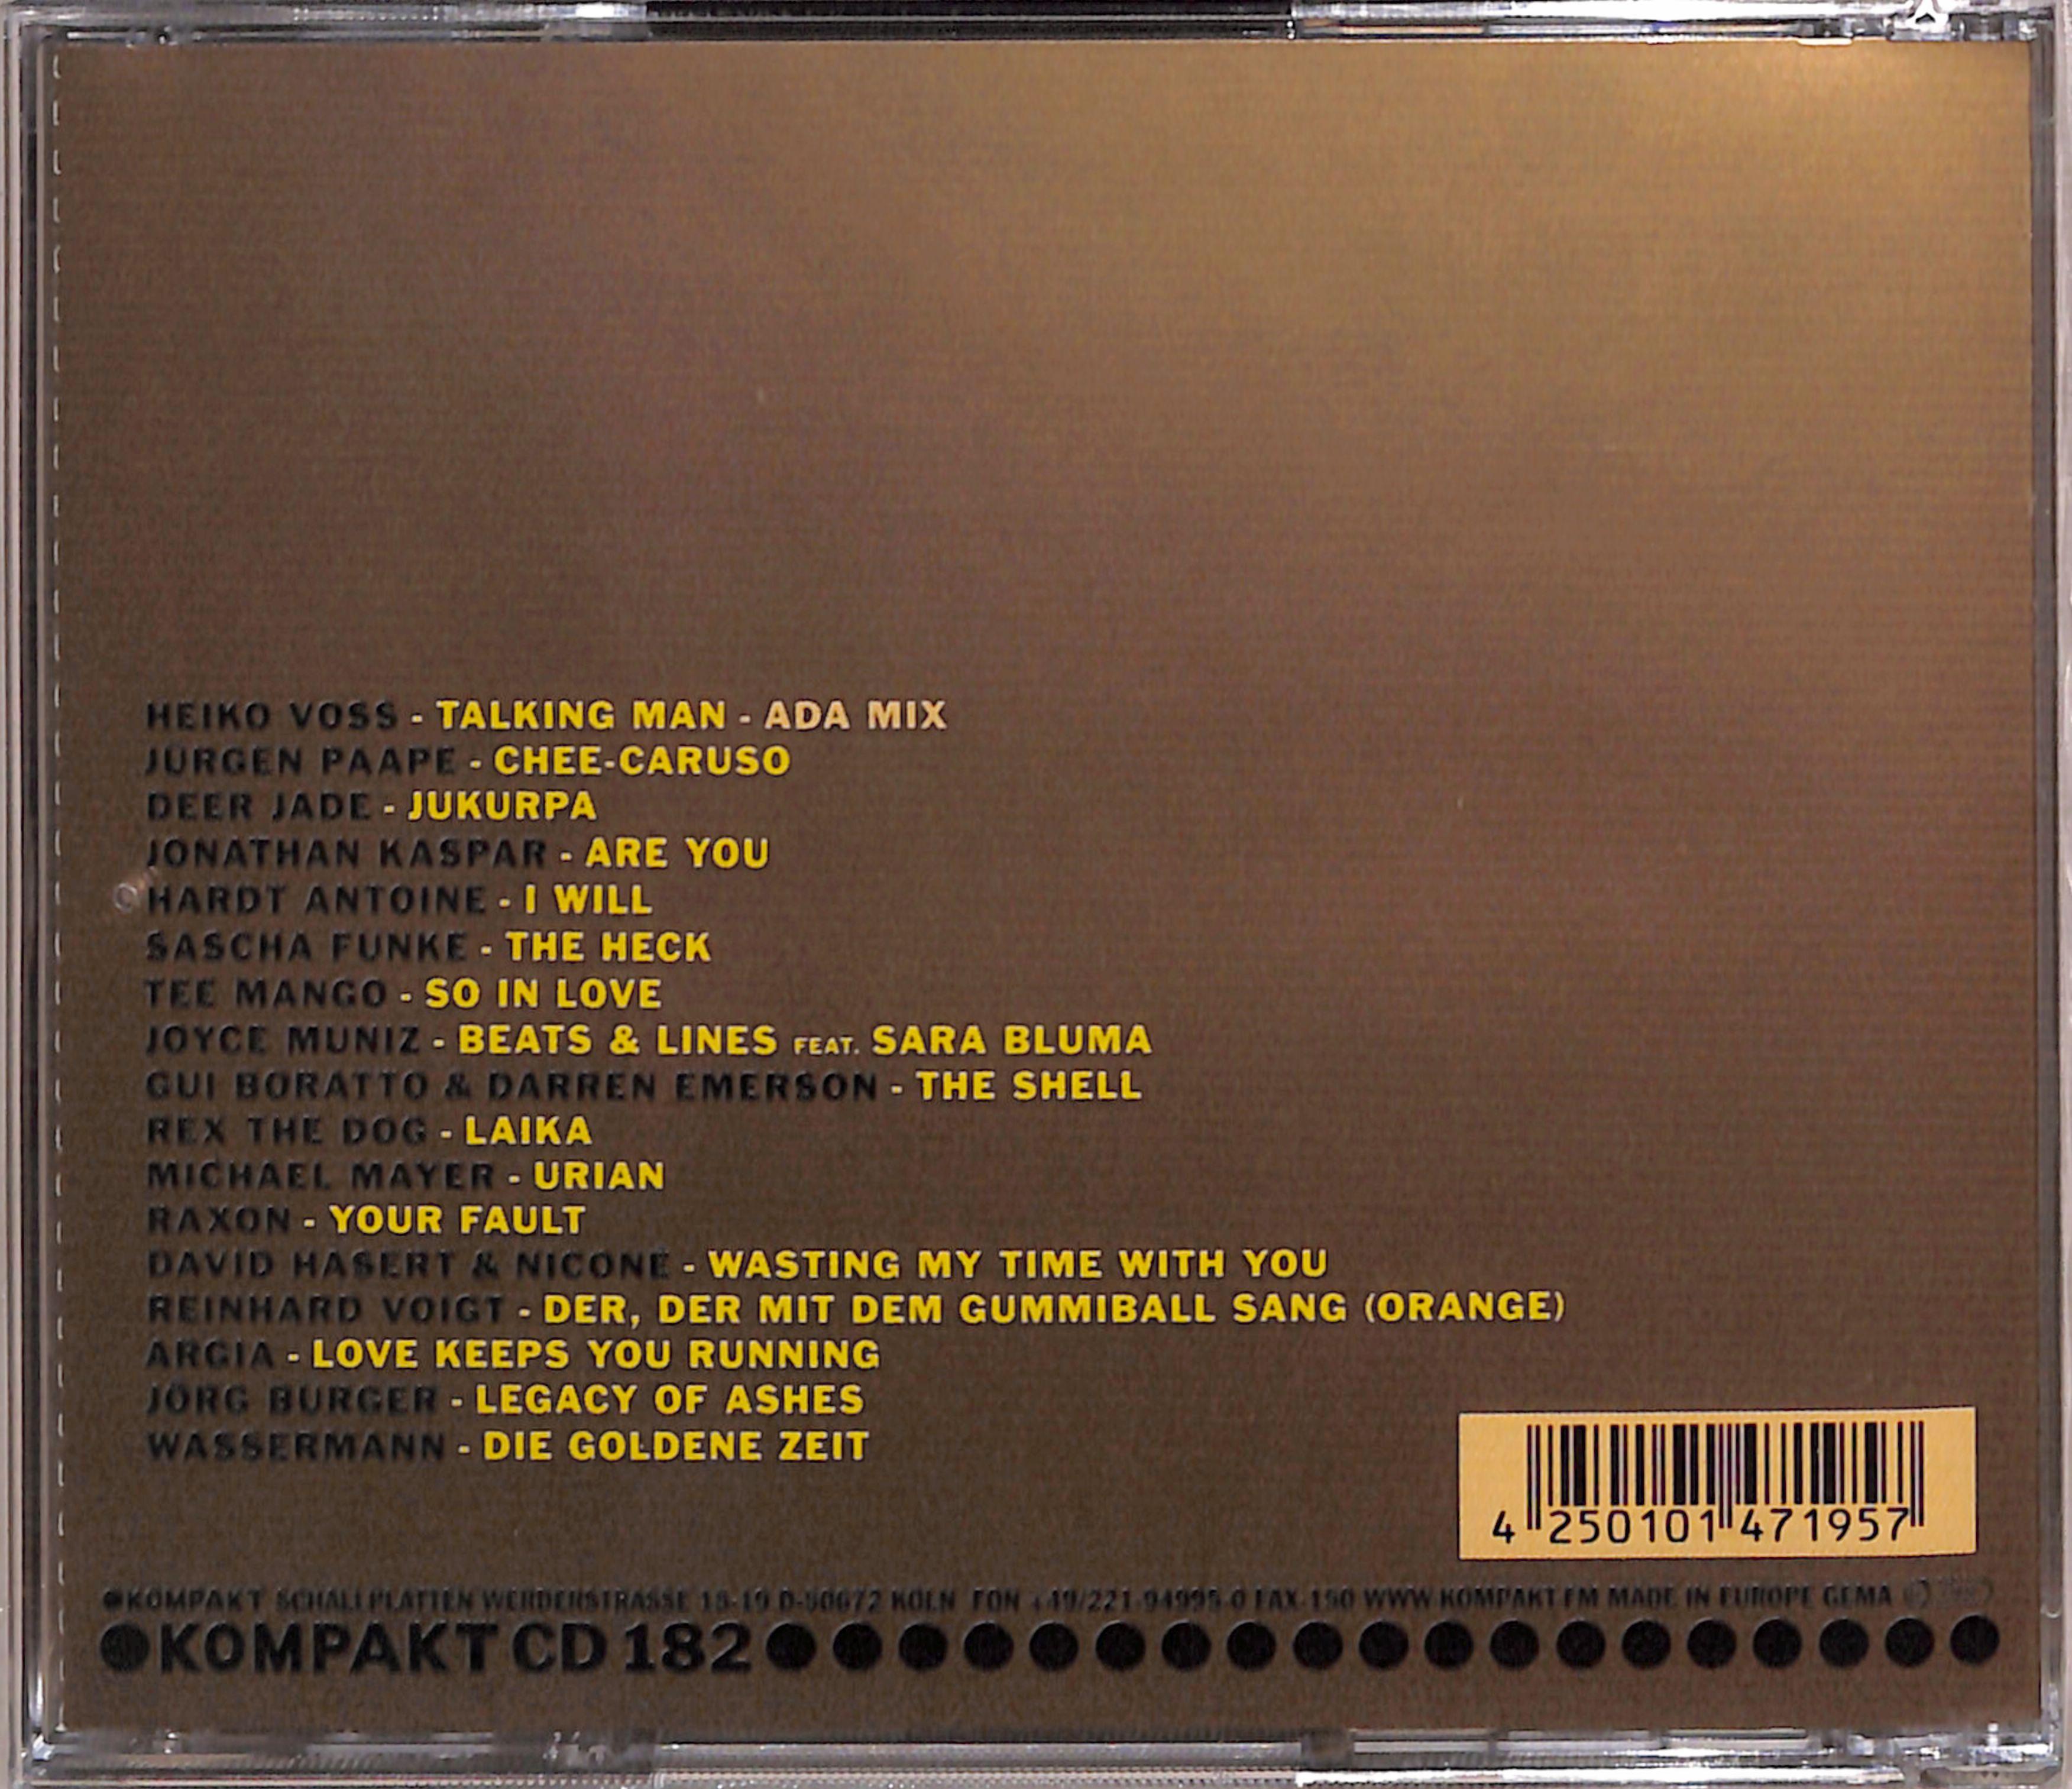 HEIKO VOSS - TALKING MAN - ADA MIX
JÜRGEN PAAPE - CHEE-CARUSO
DEER JADE - JUKURPA
JONATHAN KASPAR - ARE YOU
HARDT ANTOINE - I WILL
SASCHA FUNKE - THE HECK
TEE MANGO - SO IN LOVE
JOYCE MUNIZ - BEATS & LINES FEAT. SARA BLUMA
GUI BORATTO & DARREN EMERSON - THE SHELL
REX THE DOG - LAIKA
MICHAEL MAYER - URIAN
RAXON - YOUR FAULT
DAVID HASERT & NICONÉ - WASTING MY TIME WITH YOU
REINHARD VOIGT - DER, DER MIT DEM GUMMIBALL SANG (ORANGE)
ARGIA - LOVE KEEPS YOU RUNNING
JÖRG BURGER - LEGACY OF ASHES
WASSERMANN - DIE GOLDENE ZEIT
4 250101 471957
KOMPAKT SCHALLPLATTEN WERDERSTRASSE 15-19 D-50672 KÖLN FON +49/221-94995-0 FAX-150 WWW.KOMPAKT.FM MADE IN EUROPE GEMA
KOMPAKT CD 182